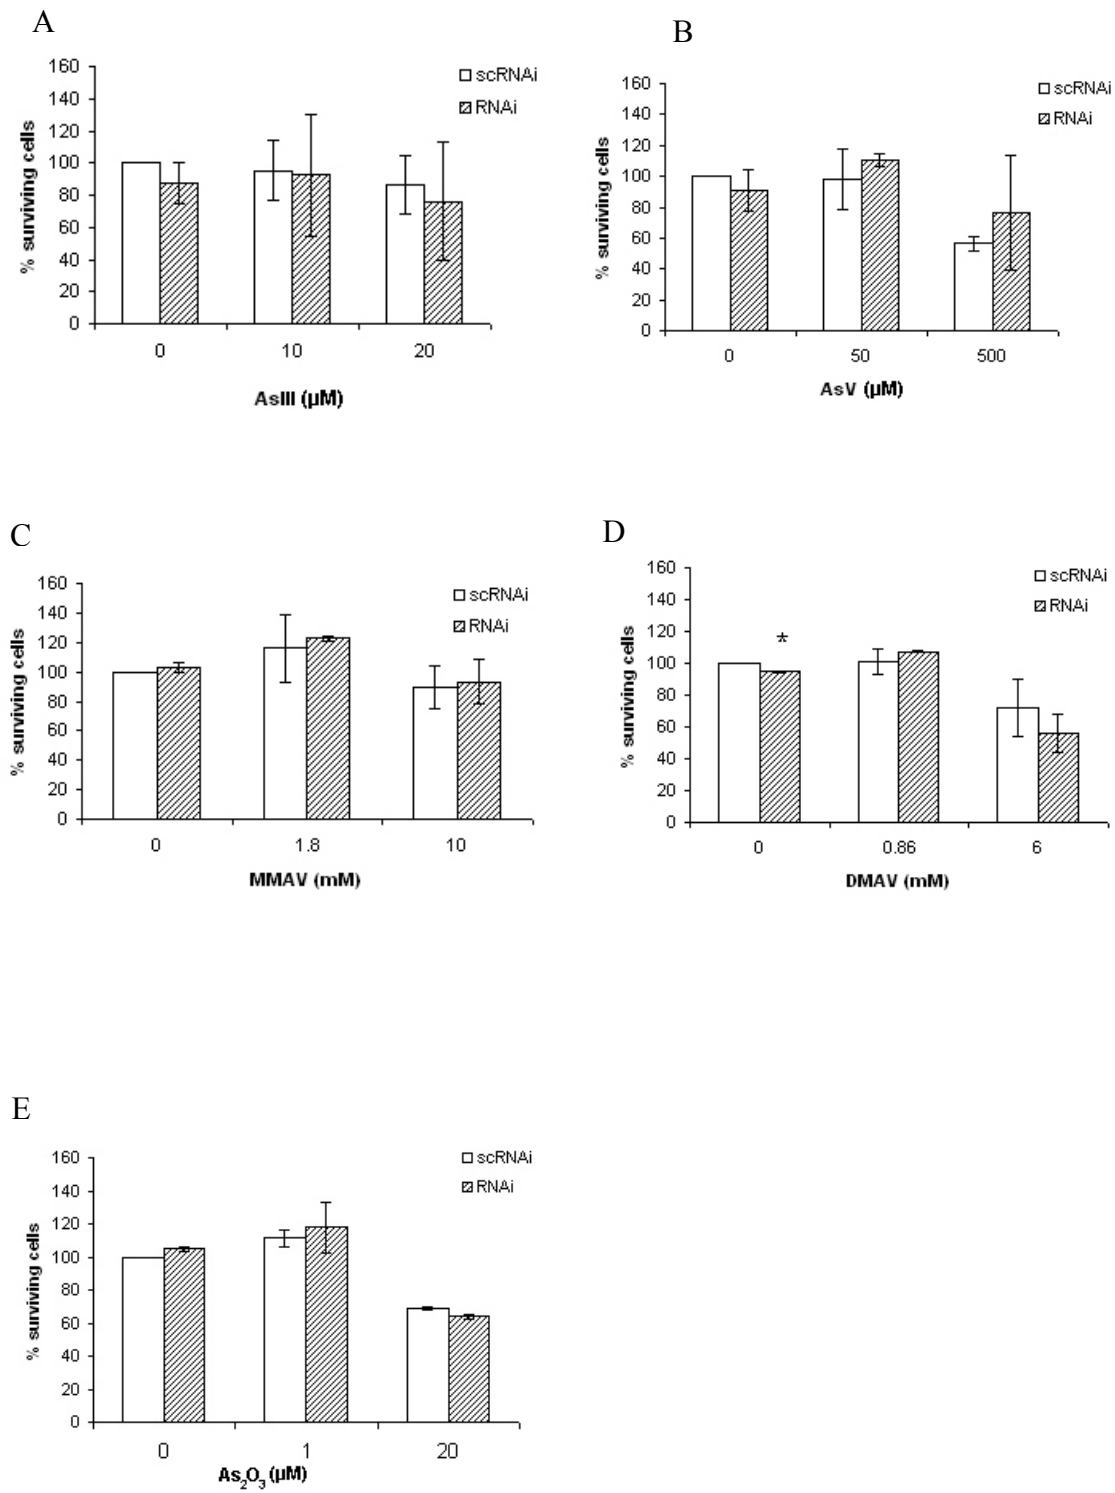 A
160
140
120
100
80
60
40
20
0
% surviving cells
scRNAi
RNAi
0 10 20
AsIII (µM)
B
160
140
120
100
80
60
40
20
0
% surviving cells
scRNAi
RNAi
0 50 500
AsV (µM)
C
160
140
120
100
80
60
40
20
0
% surviving cells
scRNAi
RNAi
0 1.8 10
MMAV (mM)
D
160
140
120
100
80
60
40
20
0
% surviving cells
scRNAi
RNAi
*
0 0.86 6
DMAV (mM)
E
160
140
120
100
80
60
40
20
0
% surviving cells
scRNAi
RNAi
0 1 20
As₂O₃ (µM)